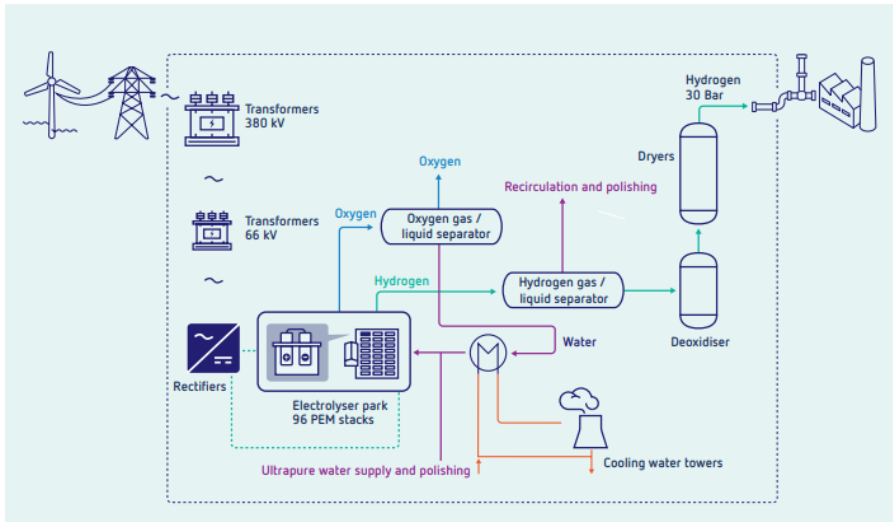 Hydrogen
30 Bar
Transformers
380 kV
Dryers
Oxygen
Recirculation and polishing
Oxygen
Transformers
66 kV
Oxygen gas /
liquid separator
Hydrogen
Hydrogen gas /
liquid separator
Water
Deoxidiser
Rectifiers
Electrolyser park
96 PEM stacks
Ultrapure water supply and polishing
Cooling water towers